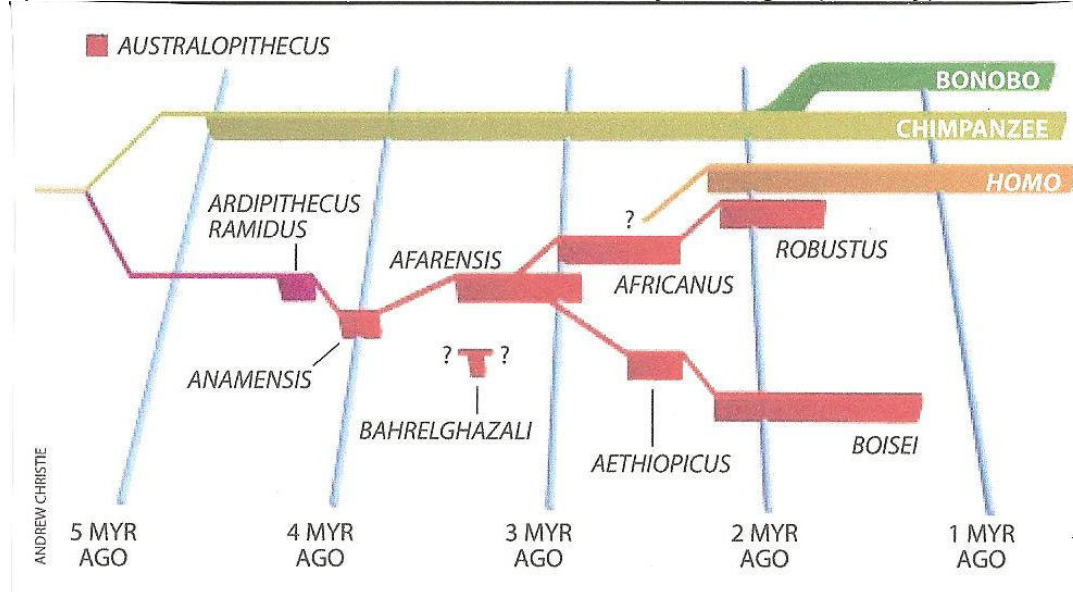 AUSTRALOPITHECUS
BONOBO
CHIMPANZEE
HOMO
ARDIPITHECUS
RAMIDUS
?
ROBUSTUS
AFARENSIS
AFRICANUS
ANAMENSIS
? ?
BAHRELGHAZALI
AETHIOPICUS
BOISEI
ANDREW CHRISTIE
5 MYR
AGO
4 MYR
AGO
3 MYR
AGO
2 MYR
AGO
1 MYR
AGO